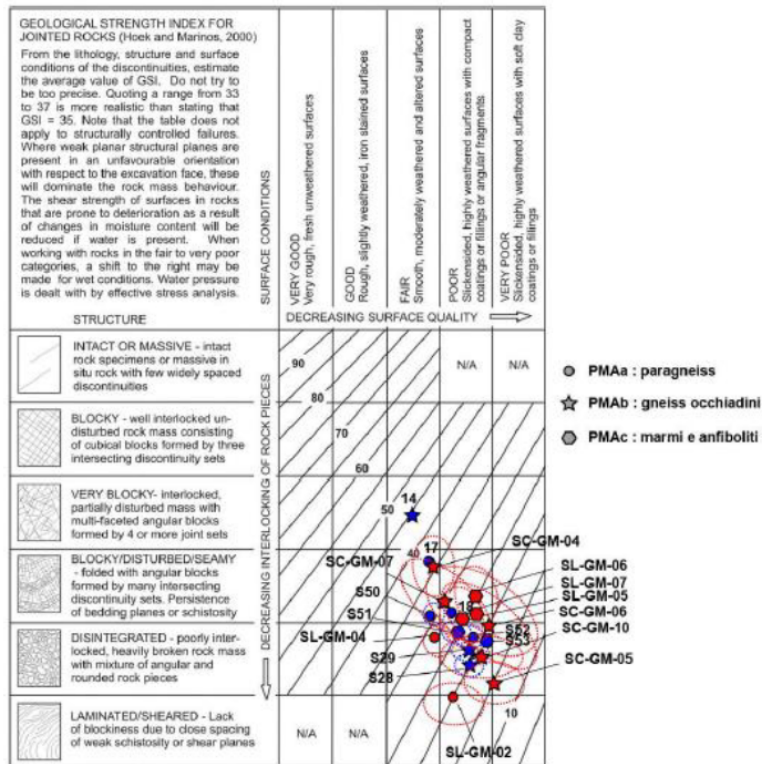 GEOLOGICAL STRENGTH INDEX FOR
JOINTED ROCKS (Hoek and Marinos, 2000)
From the lithology, structure and surface
conditions of the discontinuities, estimate
the average value of GSI. Do not try to
be too precise. Quoting a range from 33
to 37 is more realistic than stating that
GSI = 35. Note that the table does not
apply to structurally controlled failures.
Where weak planar structural planes are
present in an unfavourable orientation
with respect to the excavation face, these
will dominate the rock mass behaviour.
The shear strength of surfaces in rocks
that are prone to deterioration as a result
of changes in moisture content will be
reduced if water is present. When
working with rocks in the fair to very poor
categories, a shift to the right may be
made for wet conditions. Water pressure
is dealt with by effective stress analysis.
STRUCTURE
SURFACE CONDITIONS
VERY GOOD
Very rough, fresh unweathered surfaces
GOOD
Rough, slightly weathered, iron stained surfaces
FAIR
Smooth, moderately weathered and altered surfaces
POOR
Slickensided, highly weathered surfaces with compact
coatings or fillings or angular fragments
VERY POOR
Slickensided, highly weathered surfaces with soft clay
coatings or fillings
DECREASING SURFACE QUALITY
DECREASING INTERLOCKING OF ROCK PIECES
INTACT OR MASSIVE - intact
rock specimens or massive in
situ rock with few widely spaced
discontinuities
BLOCKY - well interlocked un-
disturbed rock mass consisting
of cubical blocks formed by three
intersecting discontinuity sets
VERY BLOCKY- interlocked,
partially disturbed mass with
multi-faceted angular blocks
formed by 4 or more joint sets
BLOCKY/DISTURBED/SEAMY
- folded with angular blocks
formed by many intersecting
discontinuity sets. Persistence
of bedding planes or schistosity
DISINTEGRATED - poorly inter-
locked, heavily broken rock mass
with mixture of angular and
rounded rock pieces
LAMINATED/SHEARED - Lack
of blockiness due to close spacing
of weak schistosity or shear planes
90
80
70
60
50
40
10
N/A
N/A
N/A
N/A
14
17
18
SC-GM-04
SC-GM-07
SL-GM-06
SL-GM-07
SL-GM-05
SC-GM-06
S50
S51
S52
S53
SC-GM-10
SL-GM-04
S29
S28
SC-GM-05
SL-GM-02
PMAa : paragneiss
PMAb : gneiss occhiadini
PMAc : marmi e anfiboliti